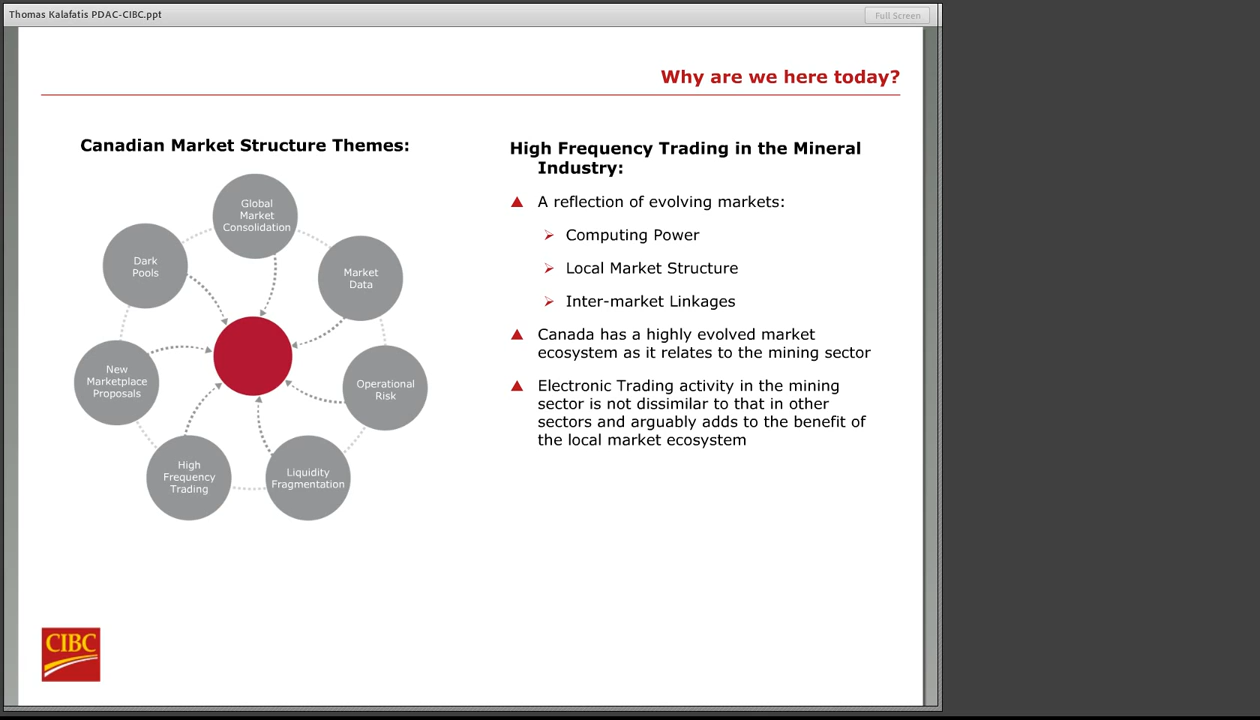 Thomas Kalafatis PDAC-CIBC.ppt
Full Screen
Why are we here today?
Canadian Market Structure Themes:
Global
Market
Consolidation
Market
Data
Operational
Risk
Liquidity
Fragmentation
High
Frequency
Trading
New
Marketplace
Proposals
Dark
Pools
High Frequency Trading in the Mineral
Industry:
A reflection of evolving markets:
Computing Power
Local Market Structure
Inter-market Linkages
Canada has a highly evolved market
ecosystem as it relates to the mining sector
Electronic Trading activity in the mining
sector is not dissimilar to that in other
sectors and arguably adds to the benefit of
the local market ecosystem
CIBC